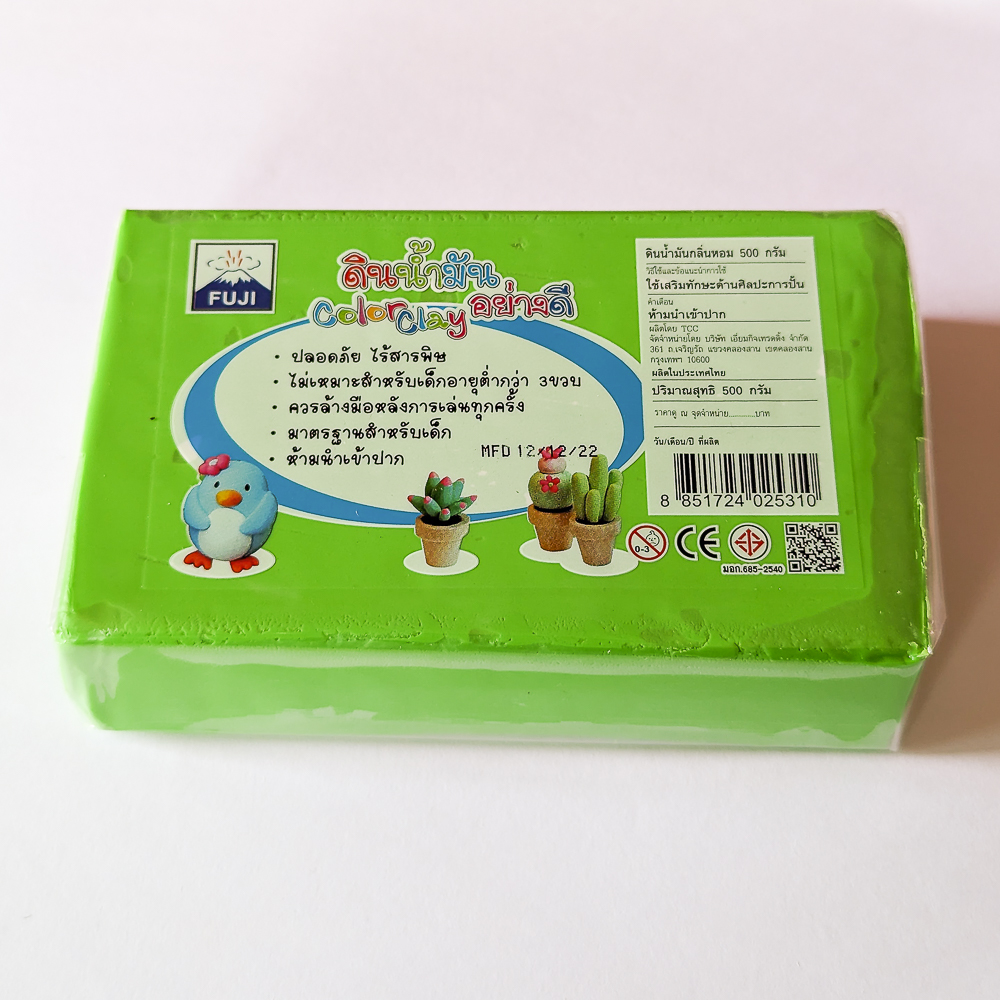 FUJI
ดินน้ำมัน
Color Clay อย่างดี
• ปลอดภัย ไร้สารพิษ
• ไม่เหมาะสำหรับเด็กอายุต่ำกว่า 3ขวบ
• ควรล้างมือหลังการเล่นทุกครั้ง
• มาตรฐานสำหรับเด็ก
• ห้ามนำเข้าปาก
MFD 12/12/22
ดินน้ำมันกลิ่นหอม 500 กรัม
วิธีใช้และข้อแนะนำการใช้
ใช้เสริมทักษะด้านศิลปะการปั้น
คำเตือน
ห้ามนำเข้าปาก
ผลิตโดย TCC
จัดจำหน่ายโดย บริษัท เอี่ยมกิจเทรดดิ้ง จำกัด
361 ถ.เจริญรัถ แขวงคลองสาน เขตคลองสาน
กรุงเทพฯ 10600
ผลิตในประเทศไทย
ปริมาณสุทธิ 500 กรัม
ราคาดู ณ จุดจำหน่าย............บาท
วัน/เดือน/ปี ที่ผลิต
8 851724 025310
0-3
CE
มอก.685-2540